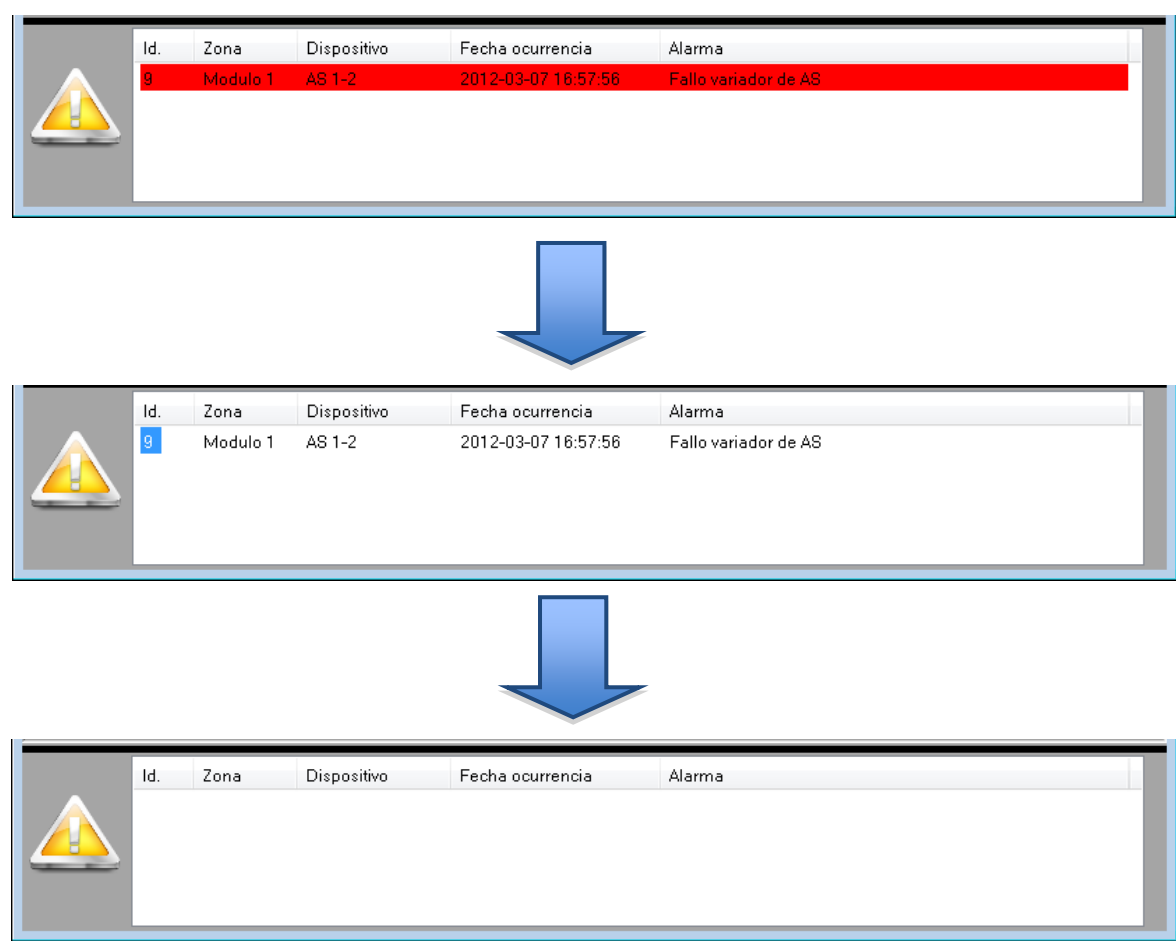 Id. Zona Dispositivo Fecha ocurrencia Alarma
9 Modulo 1 AS 1-2 2012-03-07 16:57:56 Fallo variador de AS
Id. Zona Dispositivo Fecha ocurrencia Alarma
9 Modulo 1 AS 1-2 2012-03-07 16:57:56 Fallo variador de AS
Id. Zona Dispositivo Fecha ocurrencia Alarma